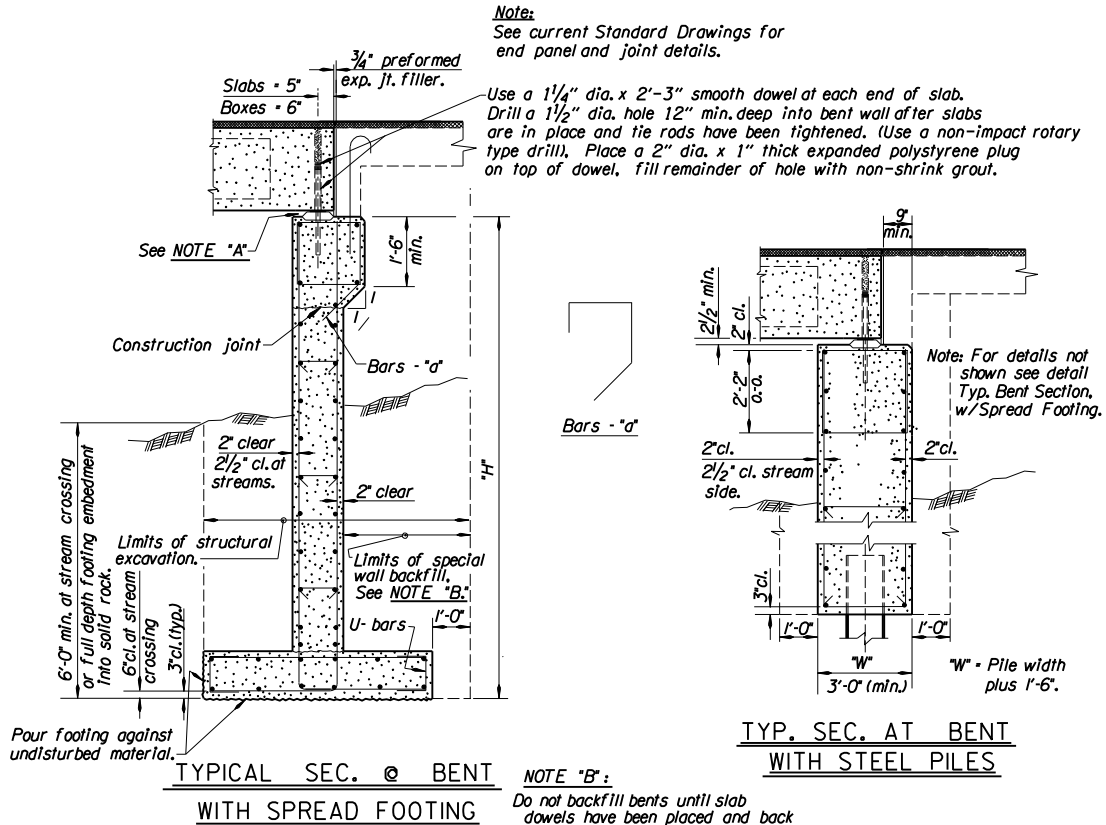 Note:
See current Standard Drawings for
end panel and joint details.
3/4" preformed
exp. jt. filler.
Slabs = 5"
Boxes = 6"
Use a 1 1/4" dia. x 2'-3" smooth dowel at each end of slab.
Drill a 1 1/2" dia. hole 12" min. deep into bent wall after slabs
are in place and tie rods have been tightened. (Use a non-impact rotary
type drill). Place a 2" dia. x 1" thick expanded polystyrene plug
on top of dowel, fill remainder of hole with non-shrink grout.
See NOTE "A"
1'-6"
min.
1
1
Construction joint
Bars - "a"
2" clear
2 1/2" cl. at
streams.
2" clear
"H"
Limits of structural
excavation.
Limits of special
wall backfill.
See NOTE "B."
1'-0"
U- bars
6'-0" min. at stream crossing
or full depth footing embedment
into solid rock.
6" cl. at stream
crossing
3" cl. (typ.)
Pour footing against
undisturbed material.
TYPICAL SEC. @ BENT
WITH SPREAD FOOTING
Bars - "a"
9"
min.
2 1/2" min.
2" cl.
2'-2"
o.-o.
Note: For details not
shown see detail
Typ. Bent Section,
w/Spread Footing.
2" cl.
2 1/2" cl. stream
side.
2" cl.
3" cl.
1'-0"
1'-0"
"W"
3'-0" (min.)
"W" = Pile width
plus 1'-6".
TYP. SEC. AT BENT
WITH STEEL PILES
NOTE "B":
Do not backfill bents until slab
dowels have been placed and back